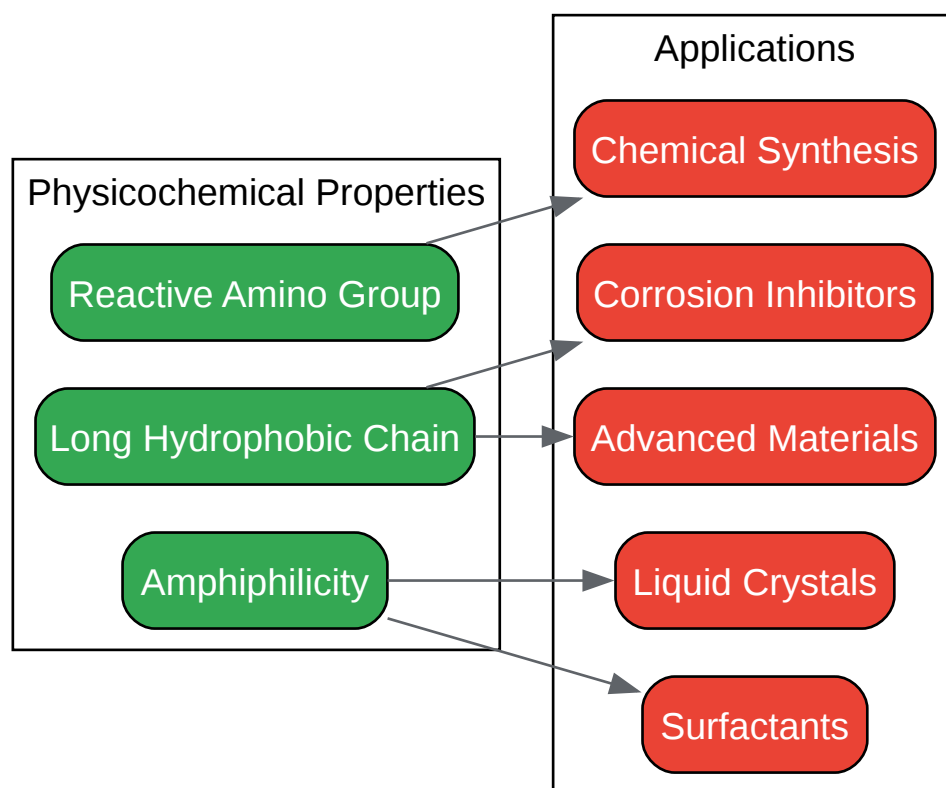 Physicochemical Properties
Reactive Amino Group
Long Hydrophobic Chain
Amphiphilicity
Applications
Chemical Synthesis
Corrosion Inhibitors
Advanced Materials
Liquid Crystals
Surfactants